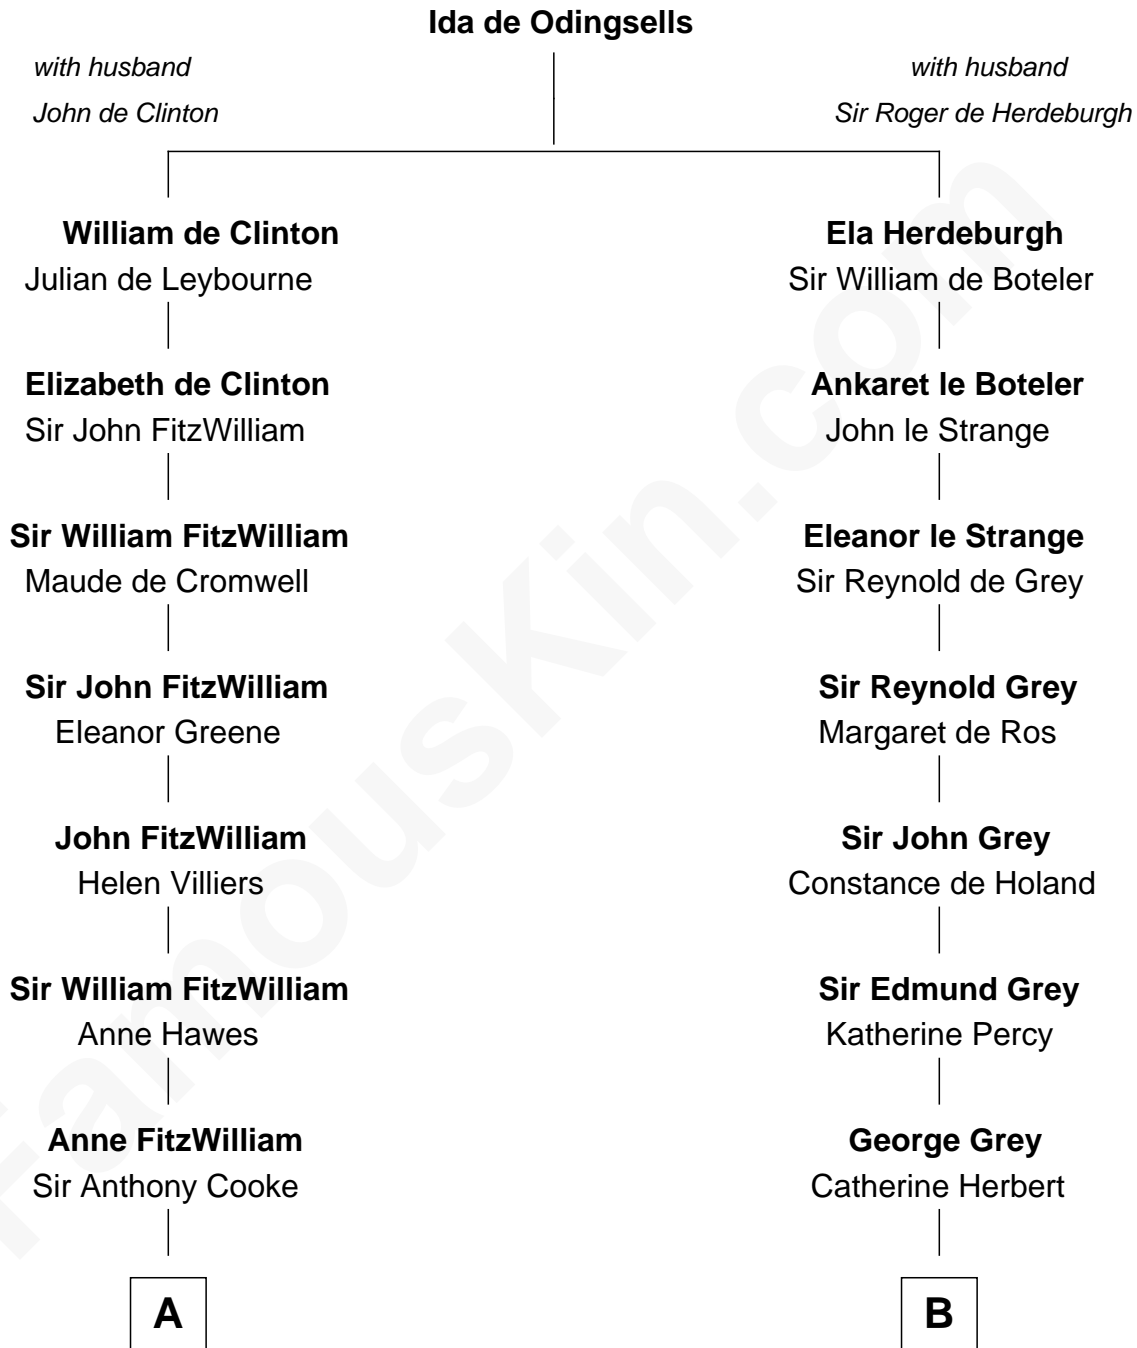 Ida de Odingsells
with husband
John de Clinton
with husband
Sir Roger de Herdeburgh
William de Clinton
Julian de Leybourne
Ela Herdeburgh
Sir William de Boteler
Elizabeth de Clinton
Sir John FitzWilliam
Ankaret le Boteler
John le Strange
Sir William FitzWilliam
Maude de Cromwell
Eleanor le Strange
Sir Reynold de Grey
Sir John FitzWilliam
Eleanor Greene
Sir Reynold Grey
Margaret de Ros
John FitzWilliam
Helen Villiers
Sir John Grey
Constance de Holand
Sir William FitzWilliam
Anne Hawes
Sir Edmund Grey
Katherine Percy
Anne FitzWilliam
Sir Anthony Cooke
George Grey
Catherine Herbert
A
B
FamousKin.com